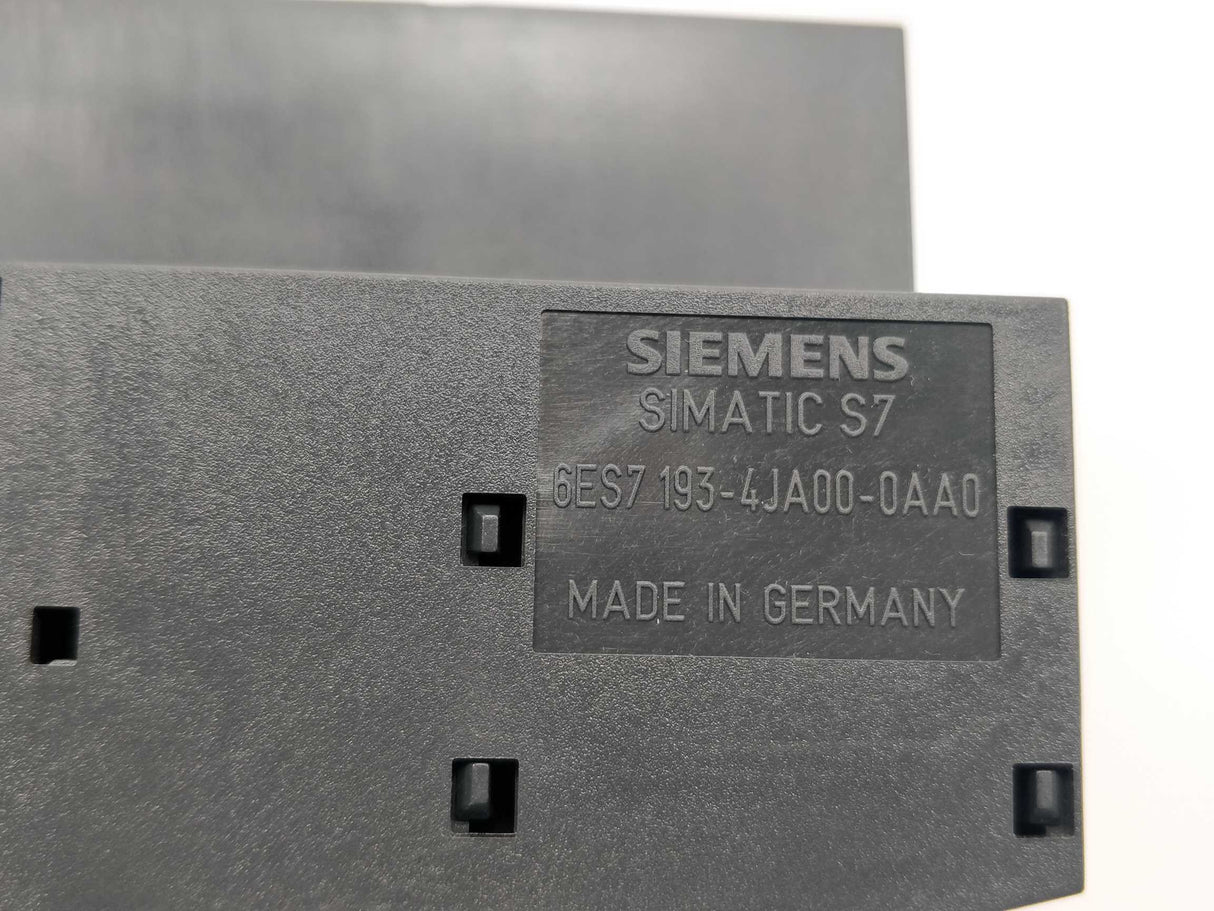 SIEMENS
SIMATIC S7
6ES7 193-4JA00-0AA0
MADE IN GERMANY